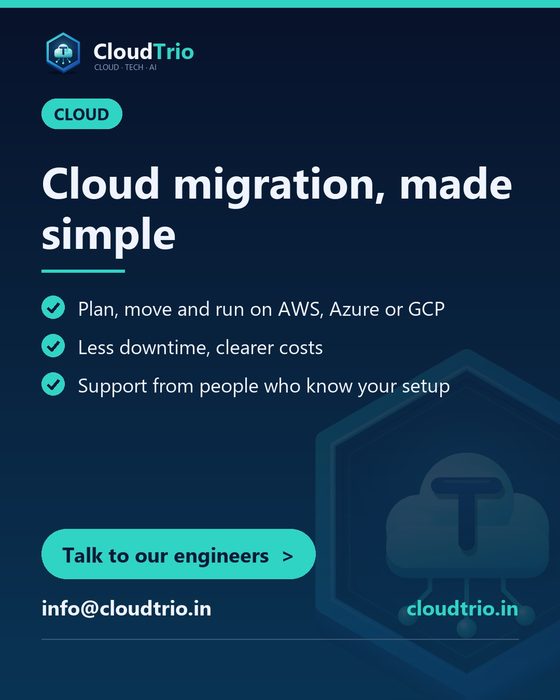 CloudTrio
CLOUD · TECH · AI
CLOUD
Cloud migration, made
simple
Plan, move and run on AWS, Azure or GCP
Less downtime, clearer costs
Support from people who know your setup
T
Talk to our engineers >
info@cloudtrio.in
cloudtrio.in